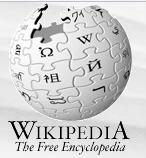 Ω W
И
WIKIPEDIA
The Free Encyclopedia